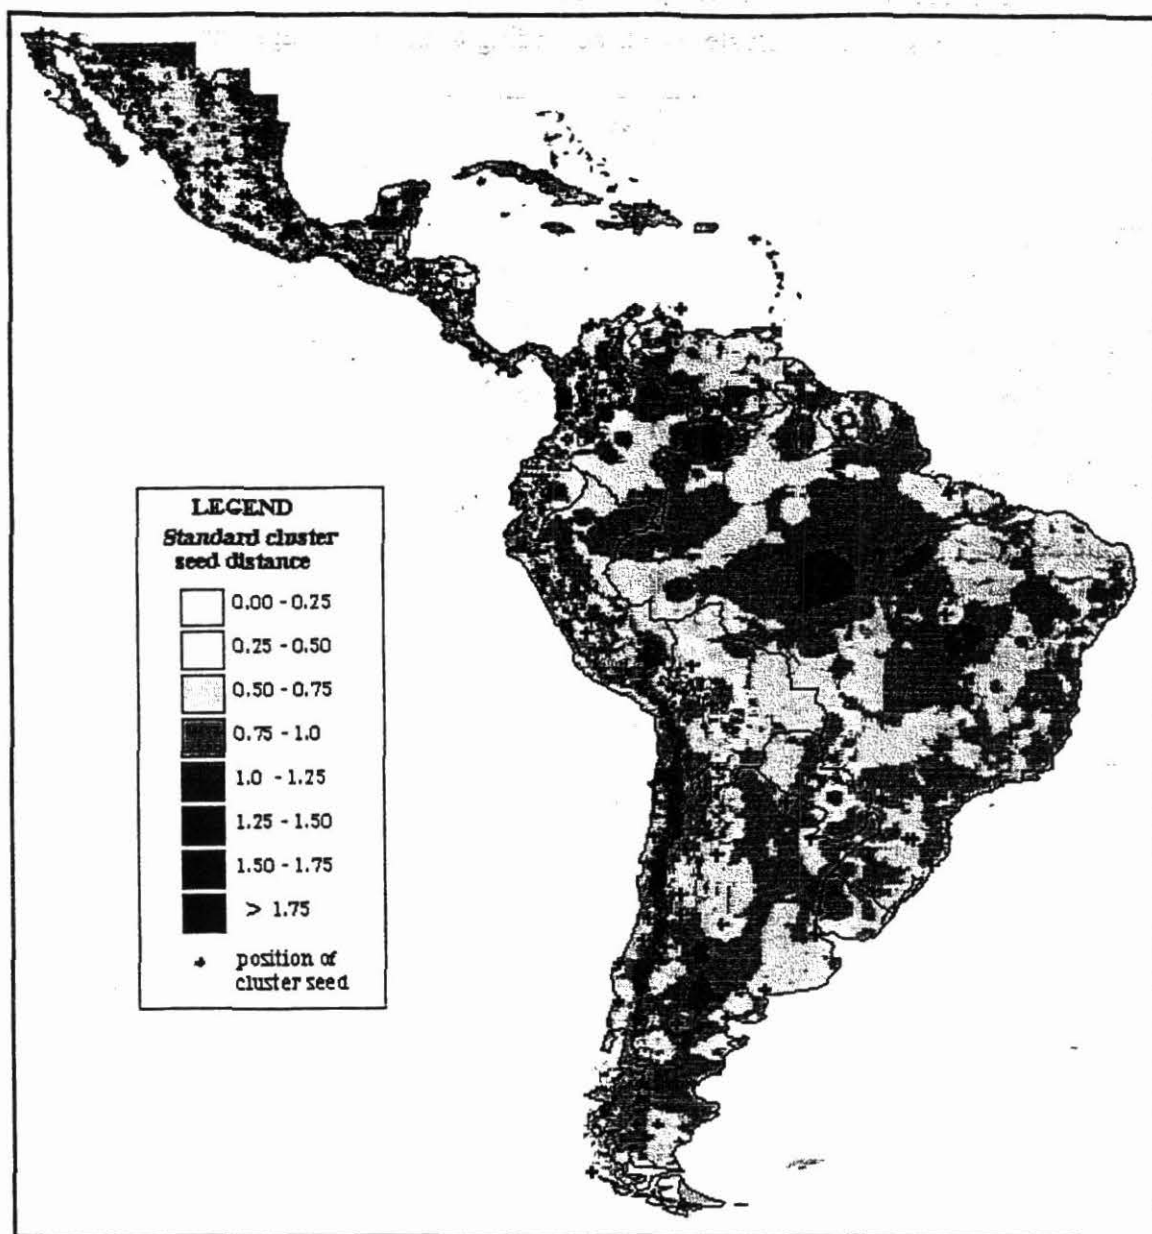 LEGEND
Standard cluster
seed distance
0.00 - 0.25
0.25 - 0.50
0.50 - 0.75
0.75 - 1.0
1.0 - 1.25
1.25 - 1.50
1.50 - 1.75
> 1.75
+ position of
cluster seed